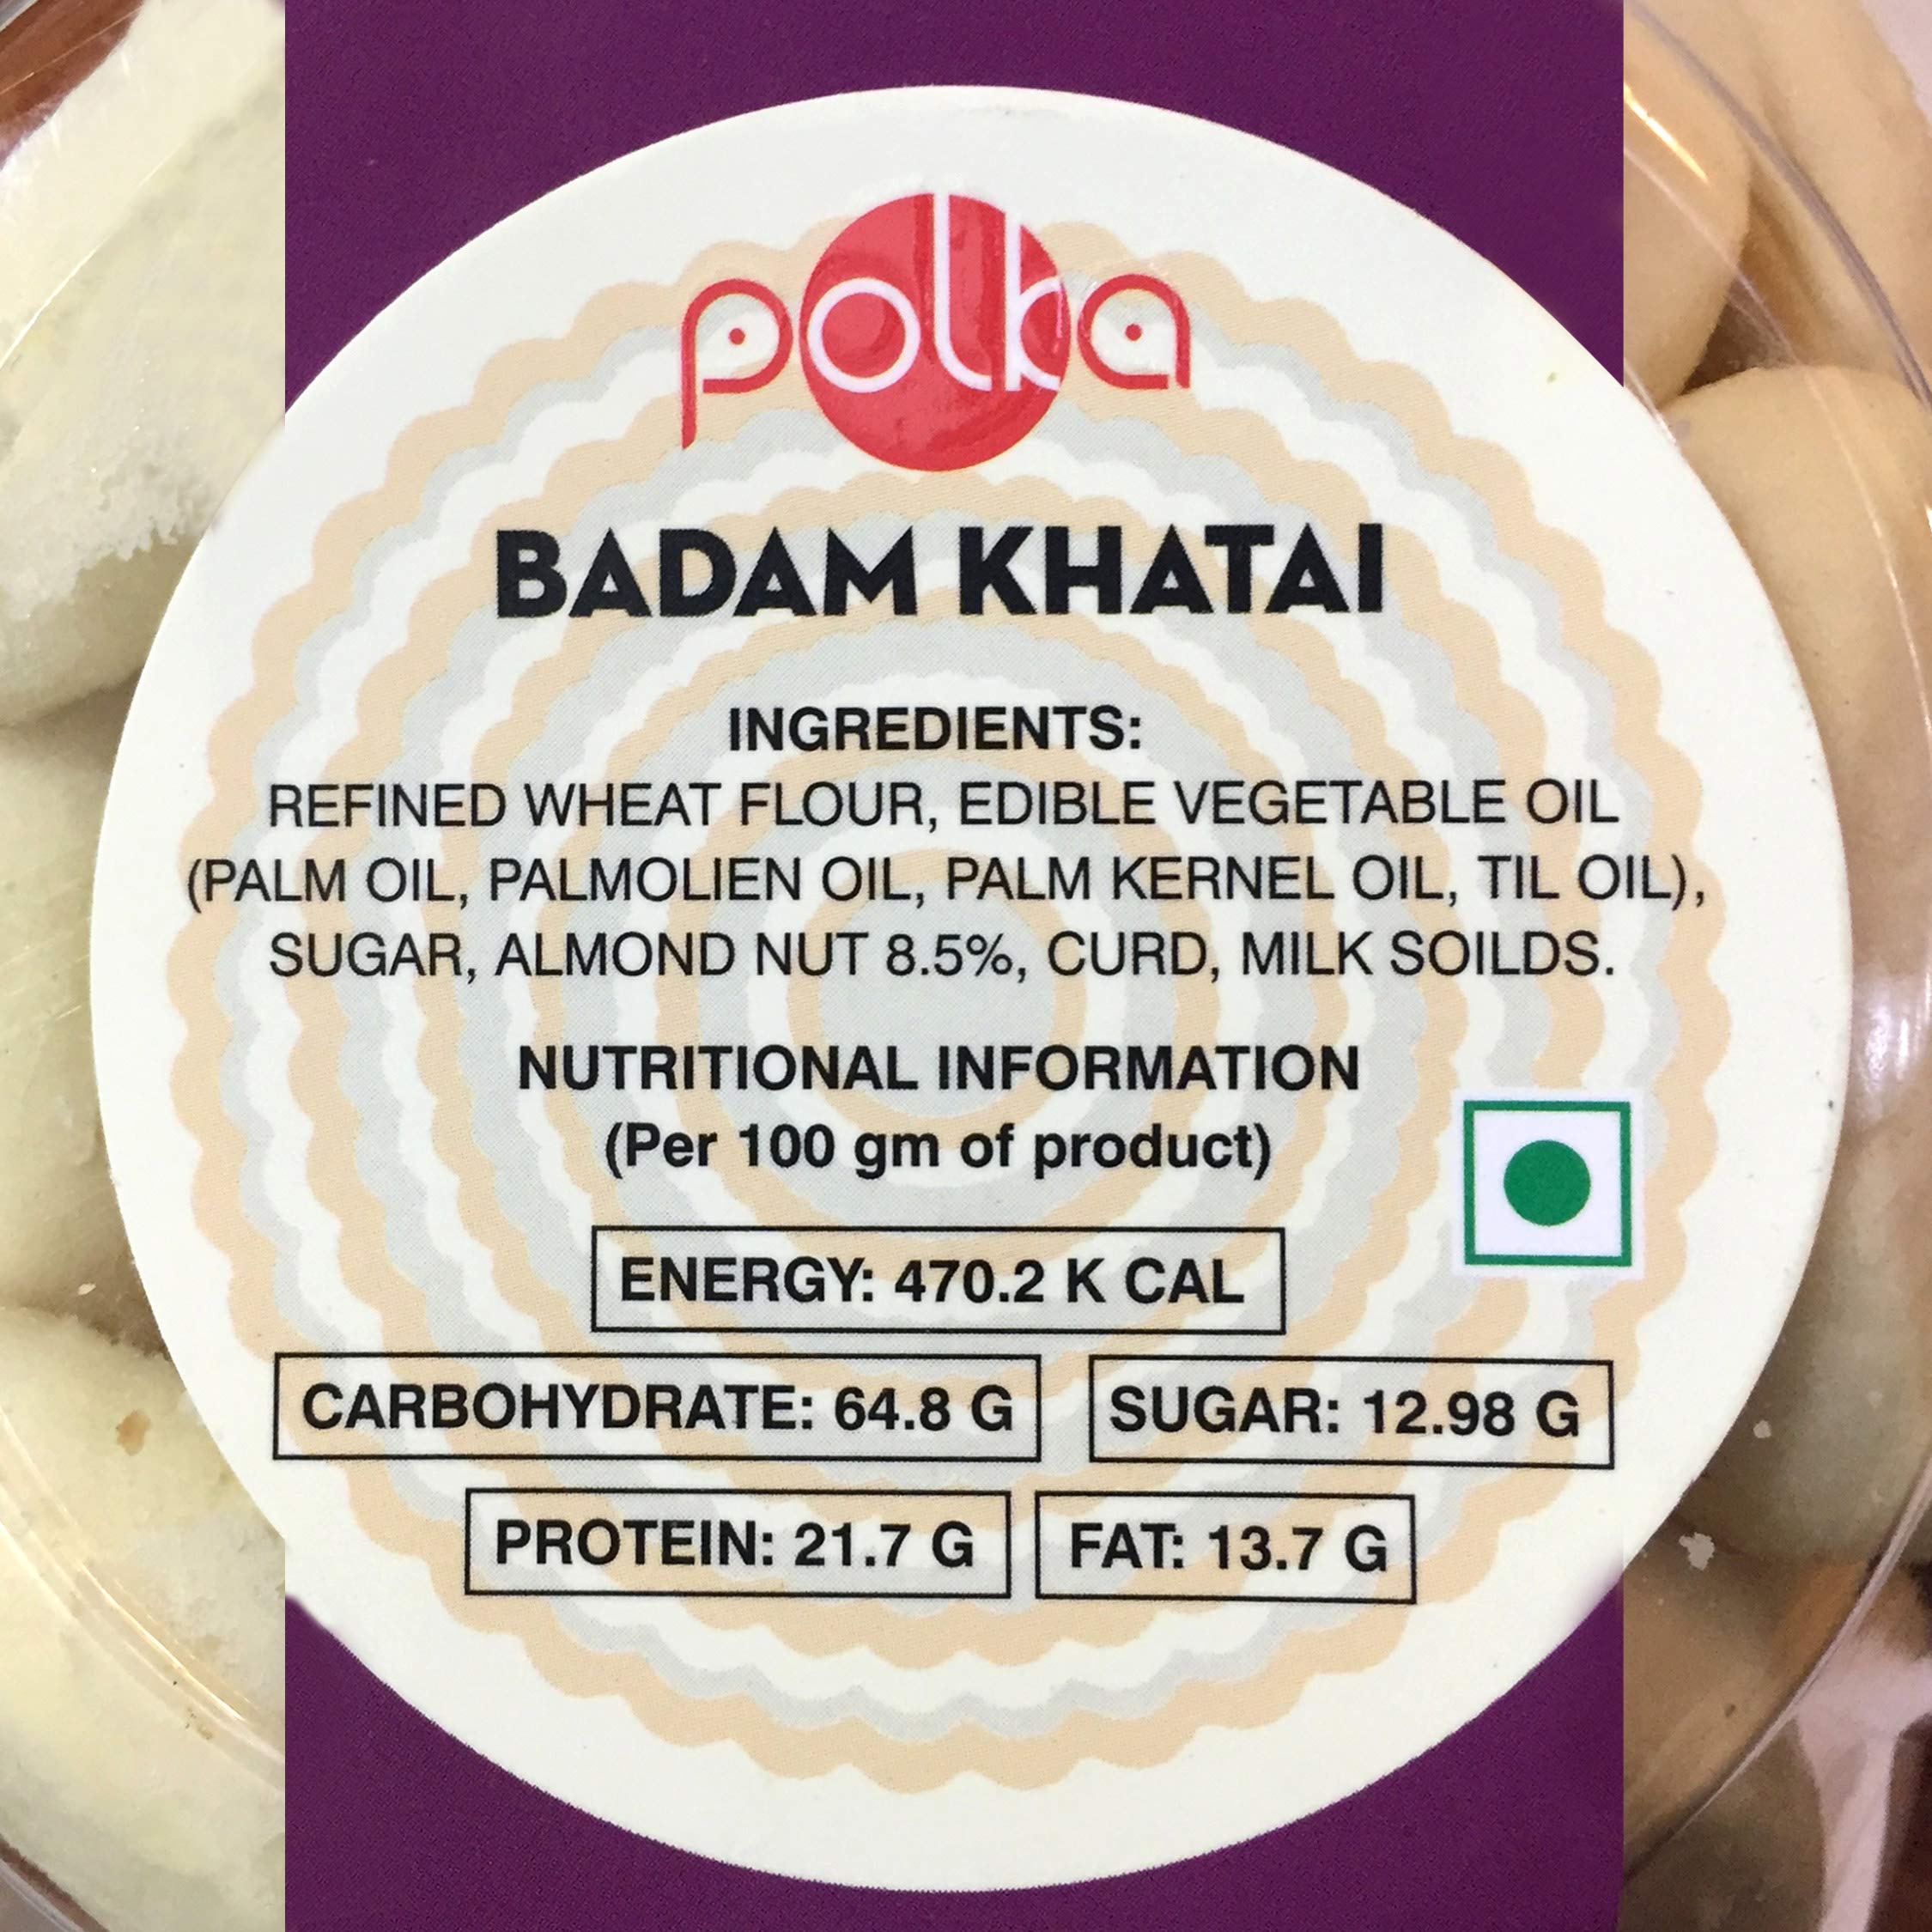 polka
BADAM KHATAI
INGREDIENTS:
REFINED WHEAT FLOUR, EDIBLE VEGETABLE OIL
(PALM OIL, PALMOLIEN OIL, PALM KERNEL OIL, TIL OIL),
SUGAR, ALMOND NUT 8.5%, CURD, MILK SOILDS.
NUTRITIONAL INFORMATION
(Per 100 gm of product)
ENERGY: 470.2 K CAL
CARBOHYDRATE: 64.8 G SUGAR: 12.98 G
PROTEIN: 21.7 G FAT: 13.7 G